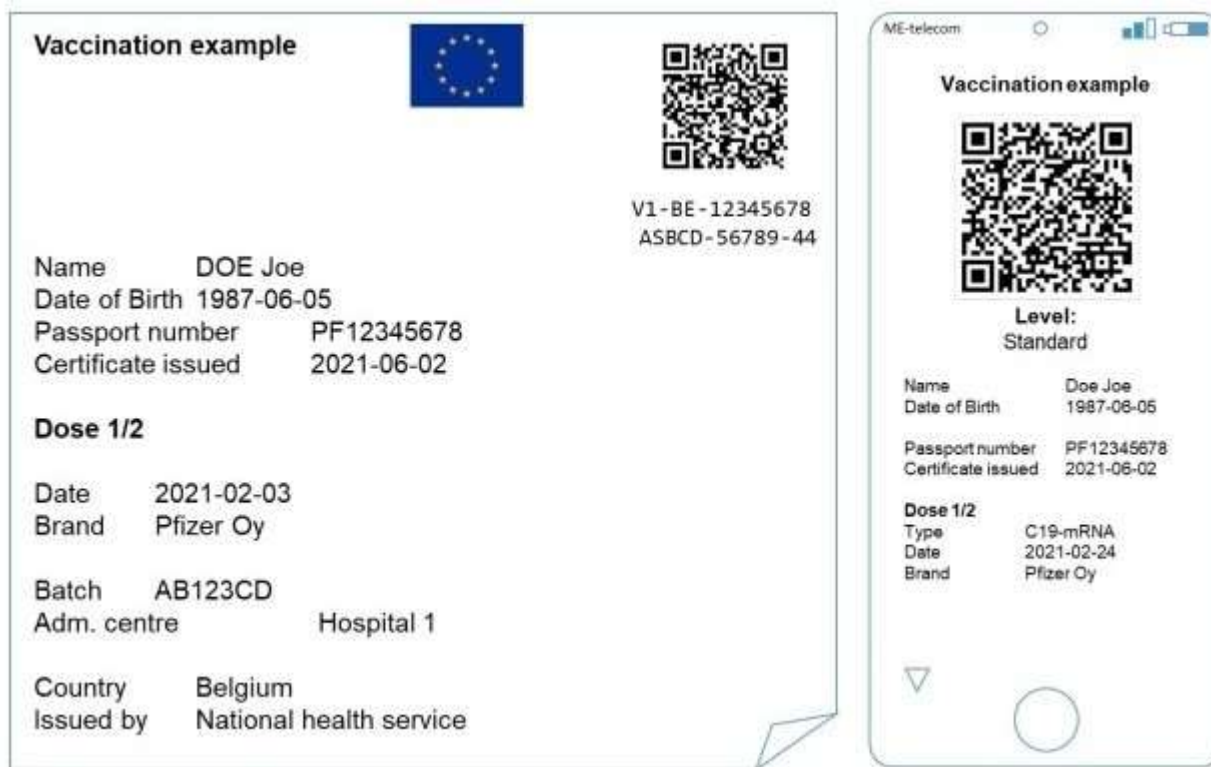 Vaccination example
V1-BE-12345678
ASBCD-56789-44
Name DOE Joe
Date of Birth 1987-06-05
Passport number PF12345678
Certificate issued 2021-06-02
Dose 1/2
Date 2021-02-03
Brand Pfizer Oy
Batch AB123CD
Adm. centre Hospital 1
Country Belgium
Issued by National health service
ME-telecom
Vaccination example
Level:
Standard
Name Doe Joe
Date of Birth 1987-06-05
Passport number PF12345678
Certificate issued 2021-06-02
Dose 1/2
Type C19-mRNA
Date 2021-02-24
Brand Pfizer Oy